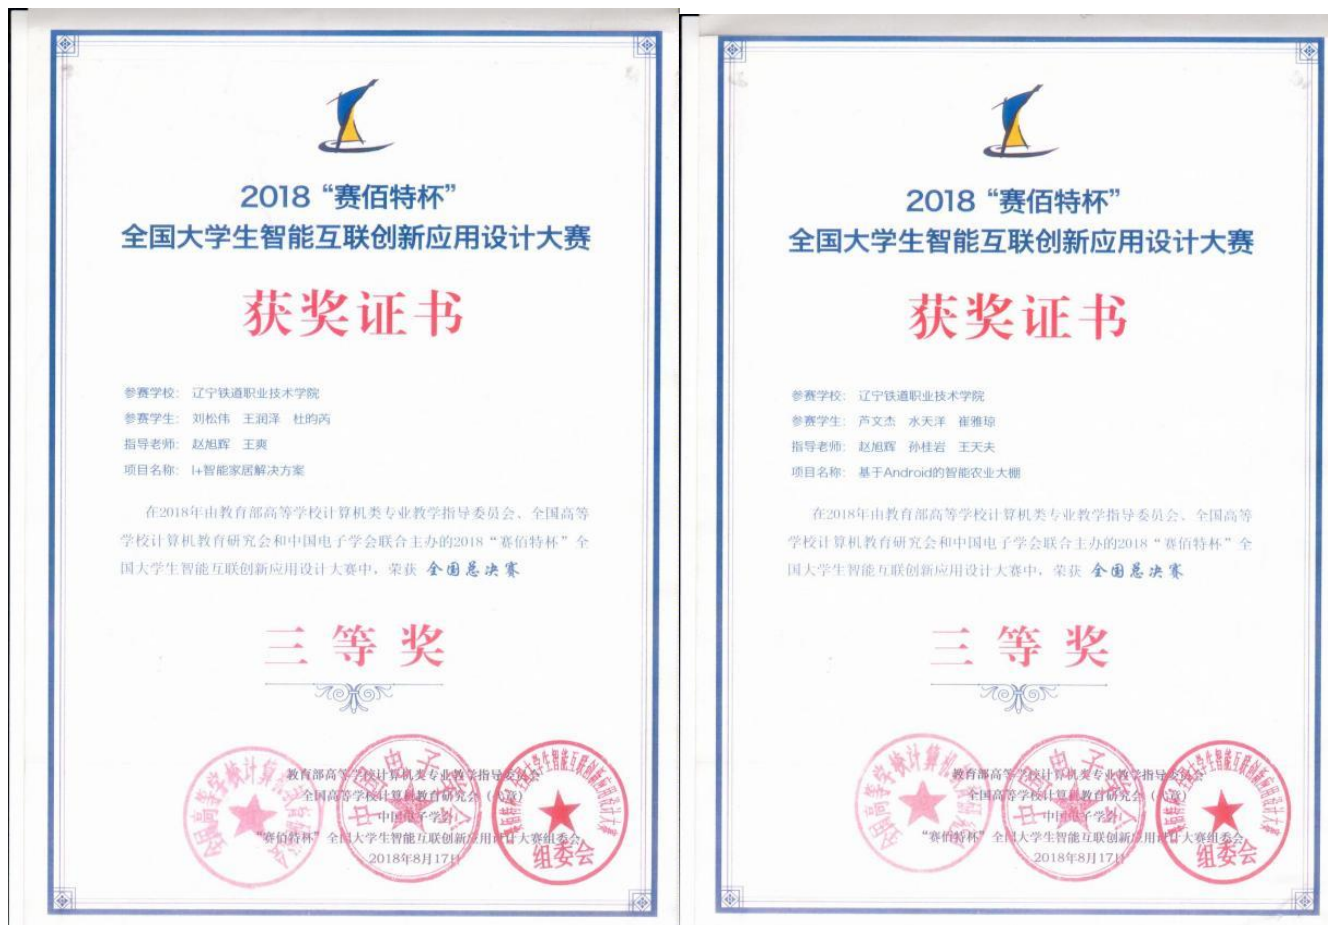 2018“赛佰特杯”
全国大学生智能互联创新应用设计大赛
获奖证书
参赛学校： 辽宁铁道职业技术学院
参赛学生： 刘松伟 王润泽 杜昀芮
指导老师： 赵旭辉 王爽
项目名称： I+智能家居解决方案
在2018年由教育部高等学校计算机类专业教学指导委员会、全国高等
学校计算机教育研究会和中国电子学会联合主办的2018“赛佰特杯”全
国大学生智能互联创新应用设计大赛中，荣获 全国总决赛
三等奖
教育部高等学校计算机类专业教学指导委员会
全国高等学校计算机教育研究会（代章）
中国电子学会
“赛佰特杯”全国大学生智能互联创新应用设计大赛组委会
2018年8月17日
组委会
2018“赛佰特杯”
全国大学生智能互联创新应用设计大赛
获奖证书
参赛学校： 辽宁铁道职业技术学院
参赛学生： 芦文杰 水天洋 崔雅琼
指导老师： 赵旭辉 孙桂岩 王天夫
项目名称： 基于Android的智能农业大棚
在2018年由教育部高等学校计算机类专业教学指导委员会、全国高等
学校计算机教育研究会和中国电子学会联合主办的2018“赛佰特杯”全
国大学生智能互联创新应用设计大赛中，荣获 全国总决赛
三等奖
教育部高等学校计算机类专业教学指导委员会
全国高等学校计算机教育研究会（代章）
中国电子学会
“赛佰特杯”全国大学生智能互联创新应用设计大赛组委会
2018年8月17日
组委会